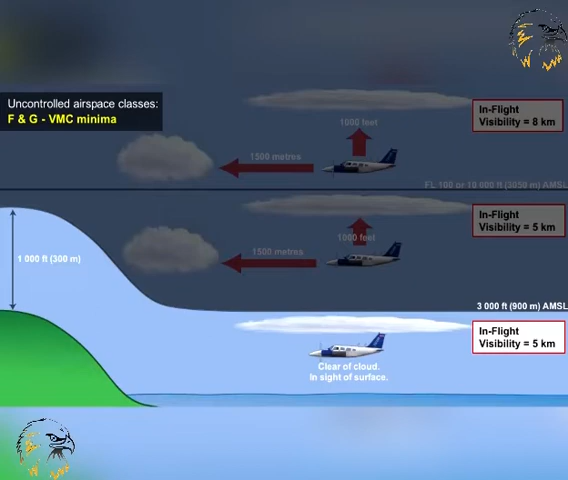 Uncontrolled airspace classes:
F & G - VMC minima
In-Flight
Visibility = 8 km
1000 feet
1500 metres
FL 100 or 10 000 ft (3050 m) AMSL
In-Flight
Visibility = 5 km
1000 feet
1500 metres
1 000 ft (300 m)
3 000 ft (900 m) AMSL
In-Flight
Visibility = 5 km
Clear of cloud.
In sight of surface.